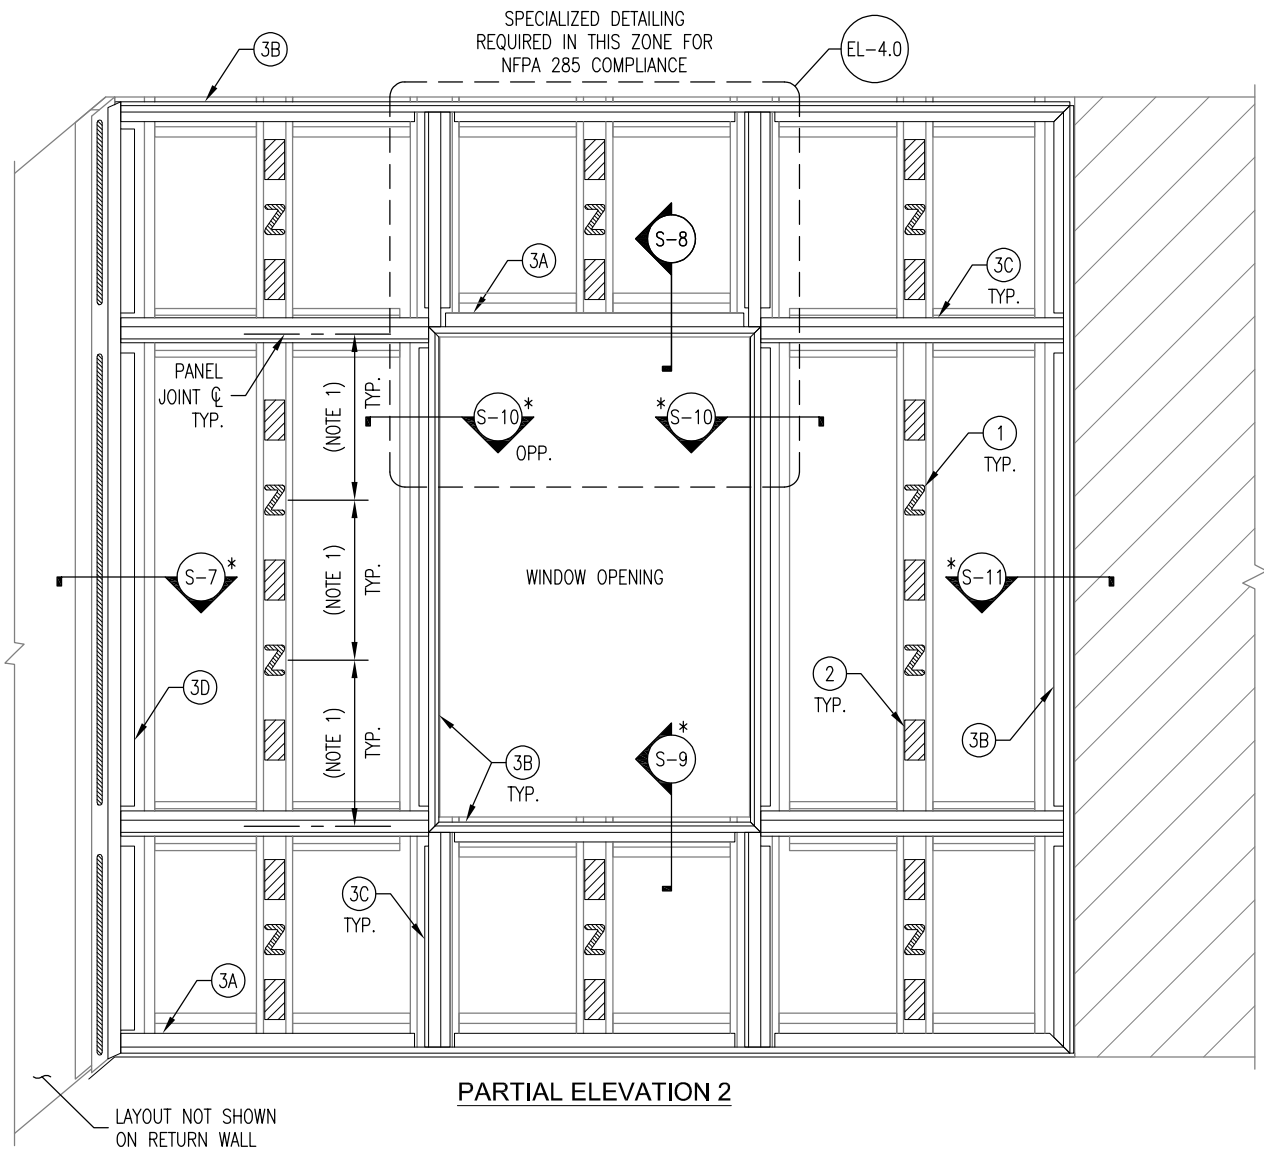 SPECIALIZED DETAILING
REQUIRED IN THIS ZONE FOR
NFPA 285 COMPLIANCE
EL-4.0
3B
S-8
3A
3C
TYP.
PANEL
JOINT ℄
TYP.
(NOTE 1)
TYP.
S-10
*
OPP.
*
S-10
1
TYP.
(NOTE 1)
TYP.
WINDOW OPENING
S-7
*
*
S-11
3D
(NOTE 1)
TYP.
2
TYP.
3B
3B
TYP.
*
S-9
3C
TYP.
3A
PARTIAL ELEVATION 2
LAYOUT NOT SHOWN
ON RETURN WALL